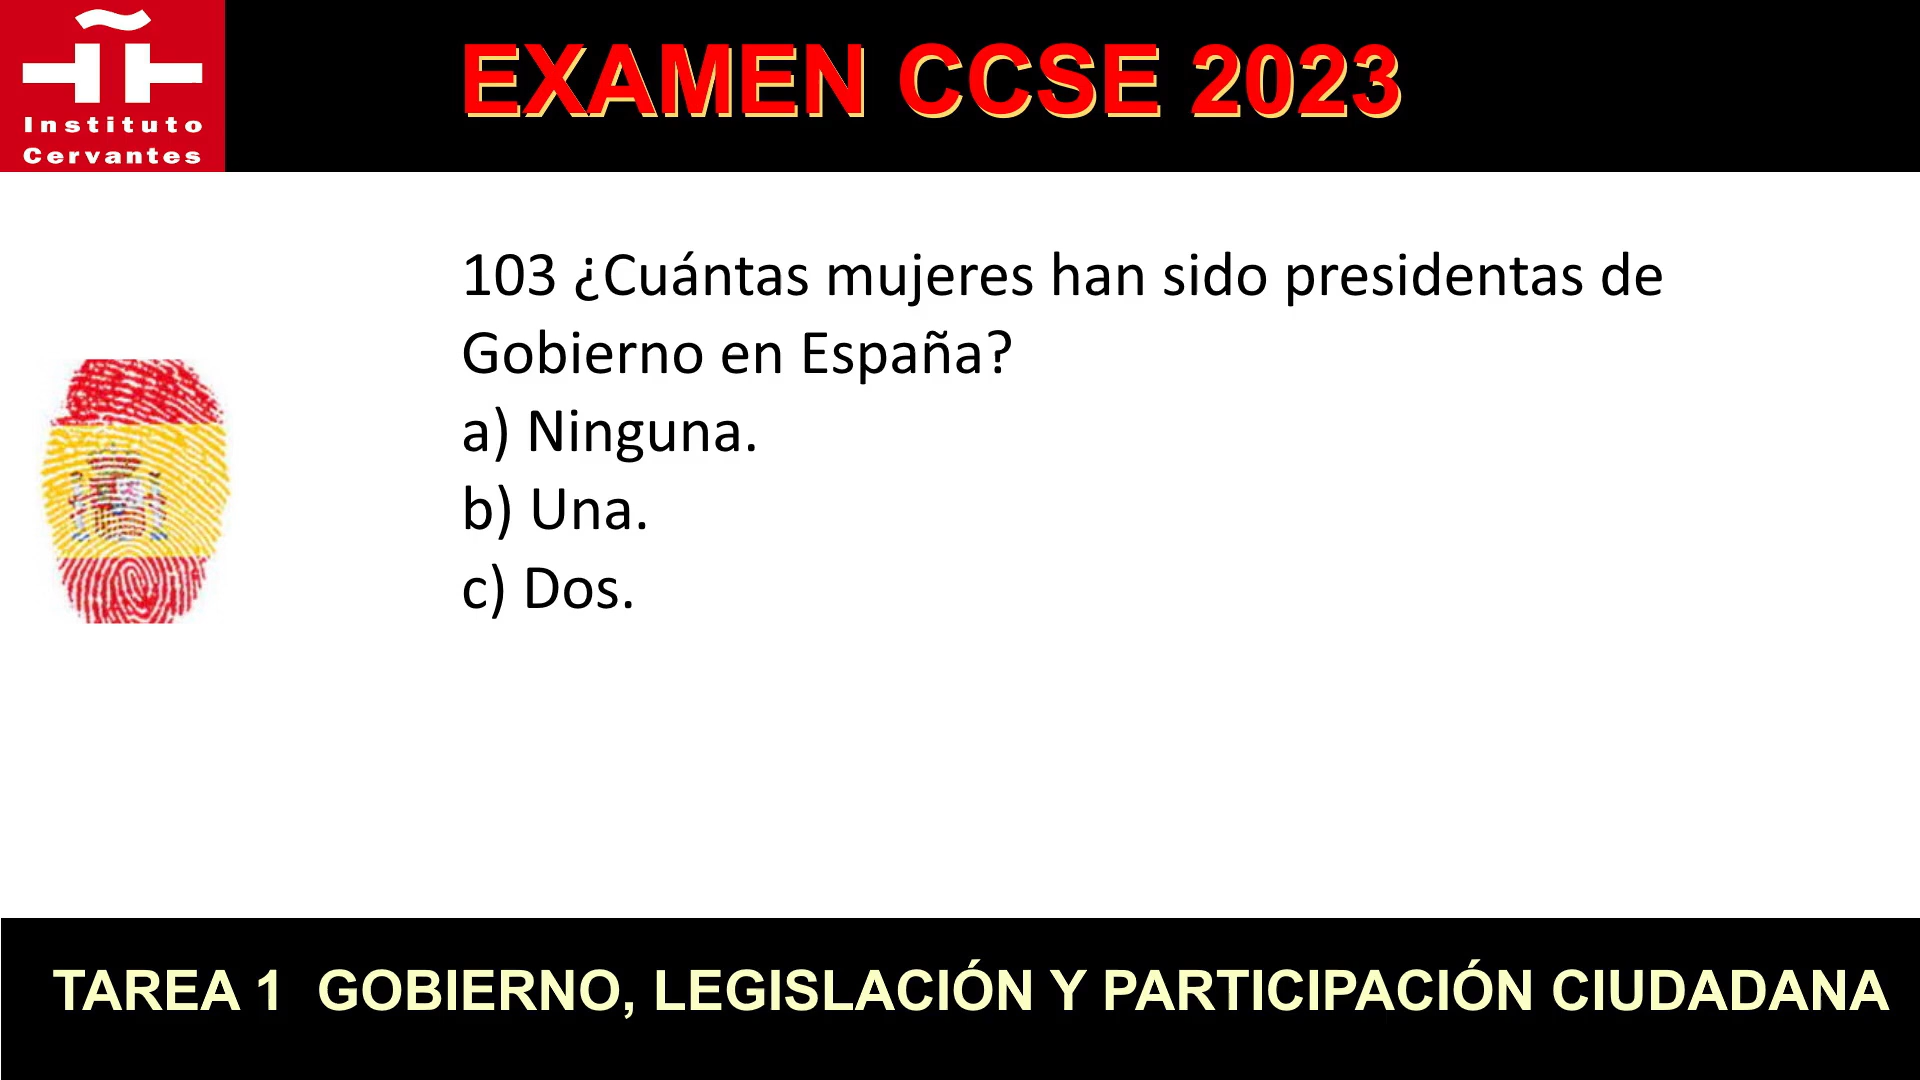 Instituto
Cervantes
EXAMEN CCSE 2023
103 ¿Cuántas mujeres han sido presidentas de
Gobierno en España?
a) Ninguna.
b) Una.
c) Dos.
TAREA 1 GOBIERNO, LEGISLACIÓN Y PARTICIPACIÓN CIUDADANA